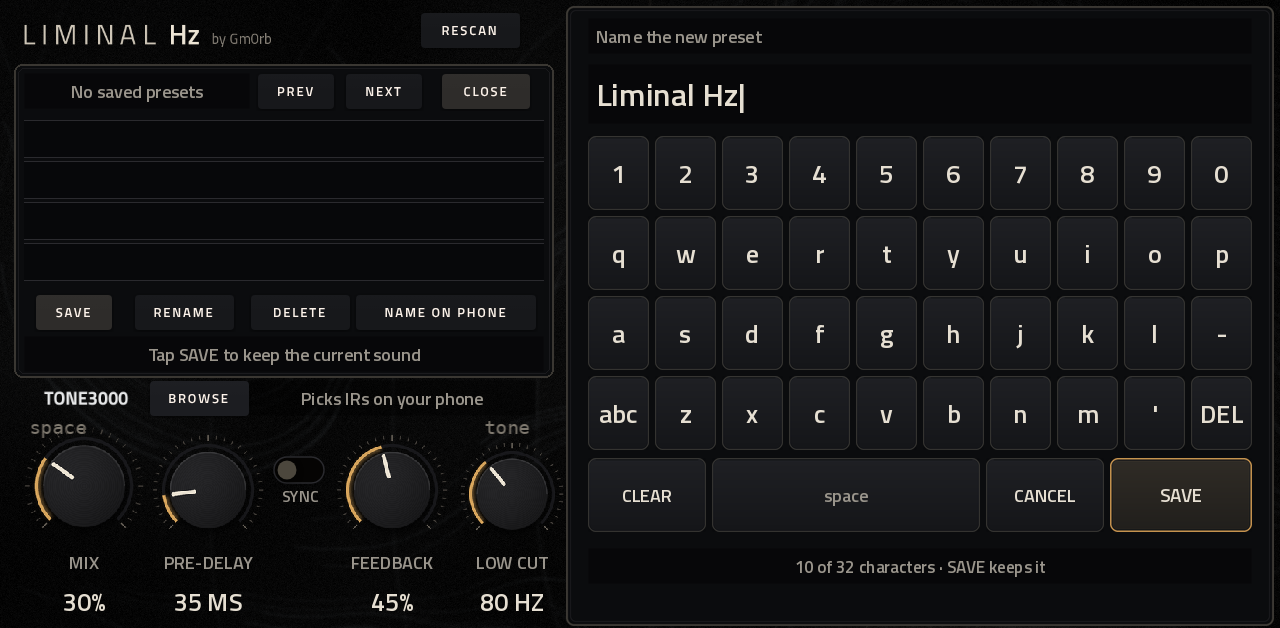 LIMINAL Hz by Gm0rb
RESCAN
No saved presets
PREV
NEXT
CLOSE
SAVE
RENAME
DELETE
NAME ON PHONE
Tap SAVE to keep the current sound
TONE3000
BROWSE
Picks IRs on your phone
space
tone
SYNC
MIX
PRE-DELAY
FEEDBACK
LOW CUT
30%
35 MS
45%
80 HZ
Name the new preset
Liminal Hz|
1 2 3 4 5 6 7 8 9 0
q w e r t y u i o p
a s d f g h j k l -
abc z x c v b n m ' DEL
CLEAR
space
CANCEL
SAVE
10 of 32 characters · SAVE keeps it